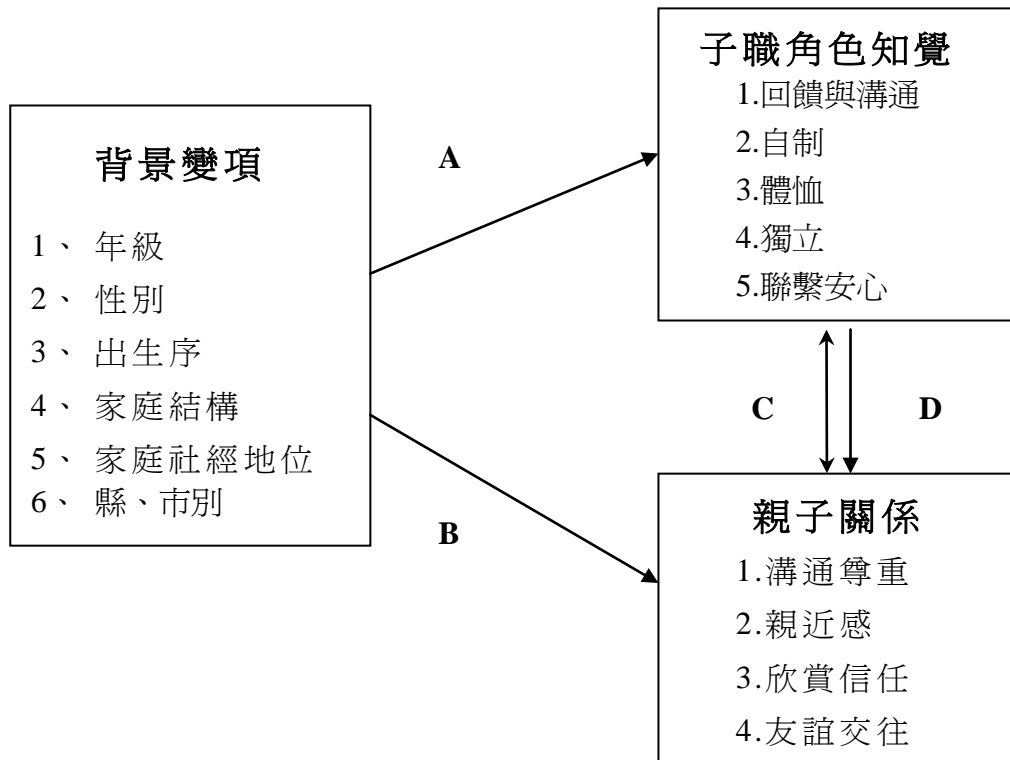 背景變項
1、 年級
2、 性別
3、 出生序
4、 家庭結構
5、 家庭社經地位
6、 縣、市別
A
B
子職角色知覺
1.回饋與溝通
2.自制
3.體恤
4.獨立
5.聯繫安心
C
D
親子關係
1.溝通尊重
2.親近感
3.欣賞信任
4.友誼交往